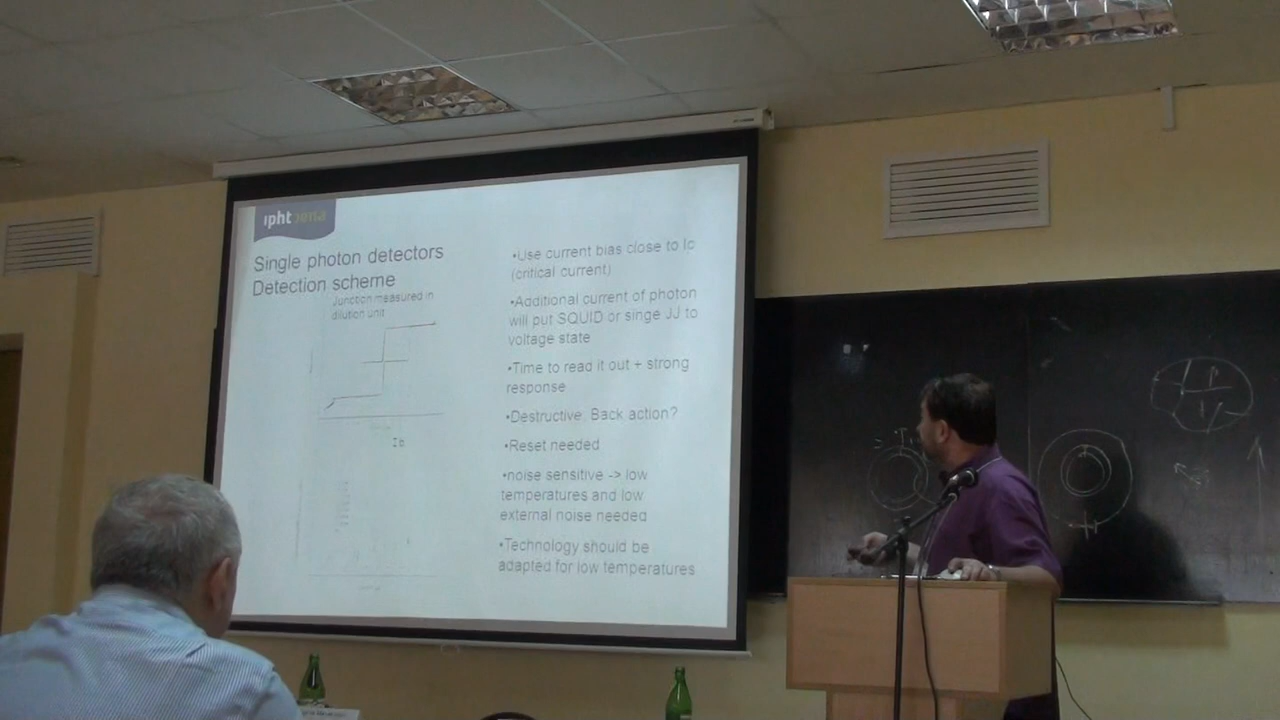 ipht jena
Single photon detectors
Detection scheme
Junction measured in
dilution unit
Ib
•Use current bias close to Ic
(critical current)
•Additional current of photon
will put SQUID or singe JJ to
voltage state
•Time to read it out + strong
response
•Destructive. Back action?
•Reset needed
•noise sensitive -> low
temperatures and low
external noise needed
•Technology should be
adapted for low temperatures